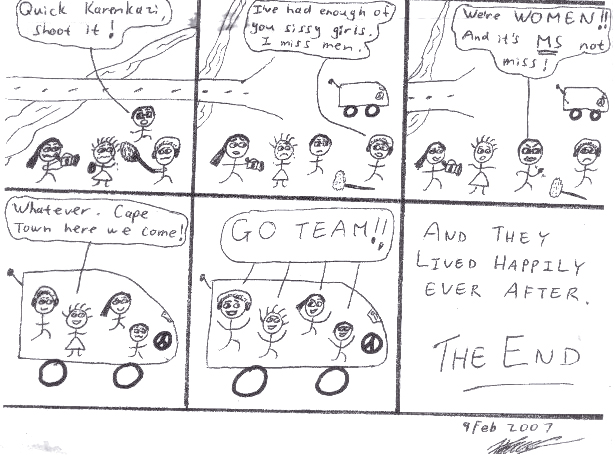 Quick Karenkazi,
shoot it!
I've had enough of
you sissy girls.
I miss men.
We're WOMEN!!
And it's MS not
miss!
Whatever. Cape
Town here we come!
GO TEAM!!
AND THEY
LIVED HAPPILY
EVER AFTER.
THE END
9 Feb 2007